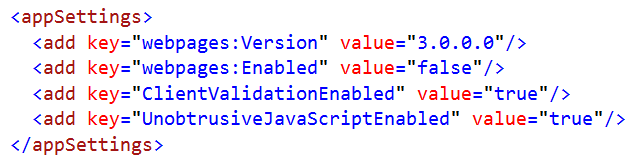 <appSettings>
  <add key="webpages:Version" value="3.0.0.0"/>
  <add key="webpages:Enabled" value="false"/>
  <add key="ClientValidationEnabled" value="true"/>
  <add key="UnobtrusiveJavaScriptEnabled" value="true"/>
</appSettings>